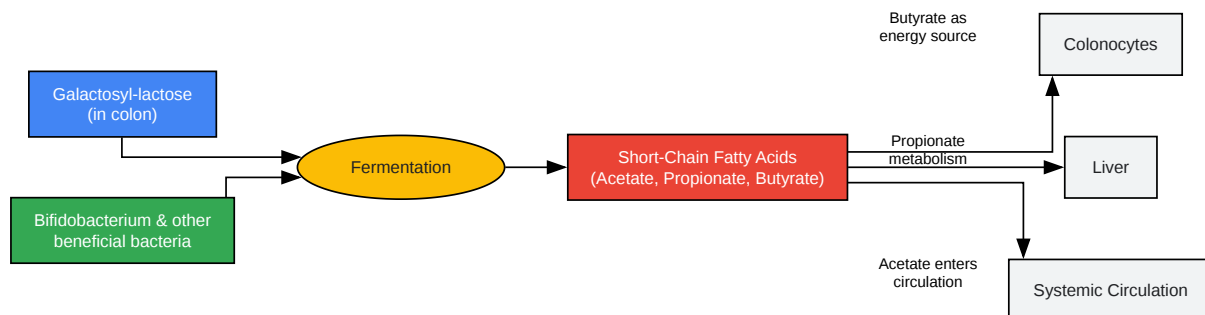 Butyrate as
energy source
Colonocytes
Galactosyl-lactose
(in colon)
Fermentation
Short-Chain Fatty Acids
(Acetate, Propionate, Butyrate)
Propionate
metabolism
Liver
Bifidobacterium & other
beneficial bacteria
Acetate enters
circulation
Systemic Circulation